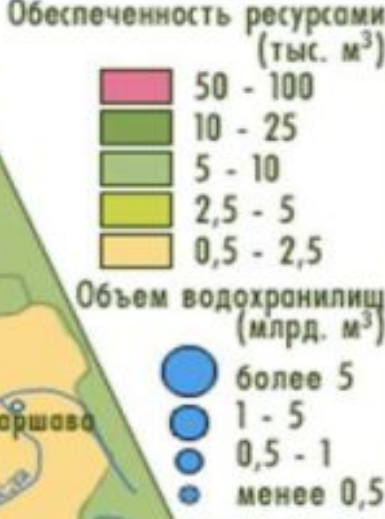 Обеспеченность ресурсами
(тыс. м³)
50 - 100
10 - 25
5 - 10
2,5 - 5
0,5 - 2,5
Объем водохранилищ
(млрд. м³)
более 5
1 - 5
0,5 - 1
менее 0,5
аршава